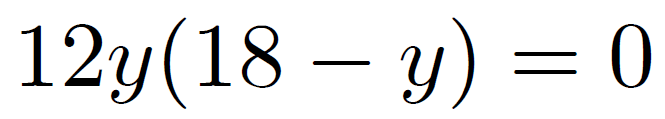 12y(18 − y) = 0